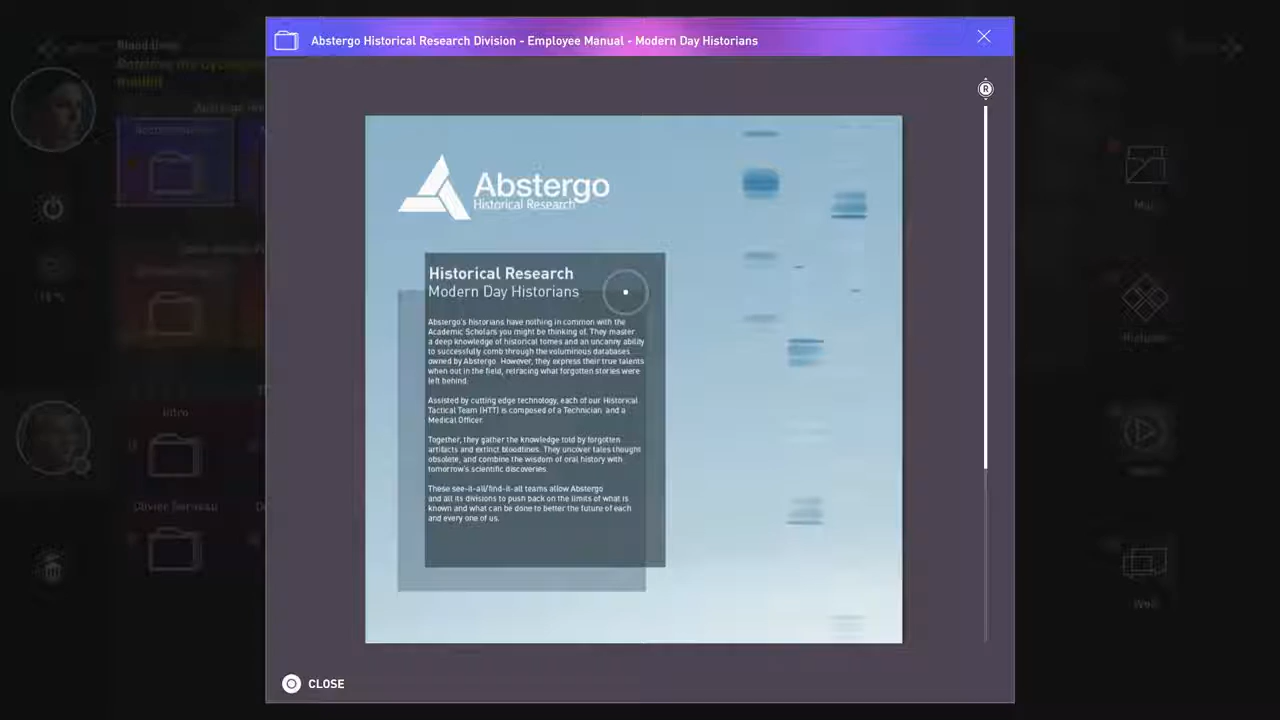 Abstergo Historical Research Division - Employee Manual - Modern Day Historians
R
Abstergo
Historical Research
Historical Research
Modern Day Historians
Abstergo's historians have nothing in common with the
Academic Scholars you might be thinking of. They master
a deep knowledge of historical tomes and an uncanny ability
to successfully comb through the voluminous databases
owned by Abstergo. However, they express their true talents
when out in the field, retracing what forgotten stories were
left behind.
Assisted by cutting edge technology, each of our Historical
Tactical Team (HTT) is composed of a Technician and a
Medical Officer.
Together, they gather the knowledge told by forgotten
artifacts and extinct bloodlines. They uncover tales thought
obsolete, and combine the wisdom of oral history with
tomorrow's scientific discoveries.
These see-it-all/find-it-all teams allow Abstergo
and all its divisions to push back on the limits of what is
known and what can be done to better the future of each
and every one of us.
Intro
CLOSE